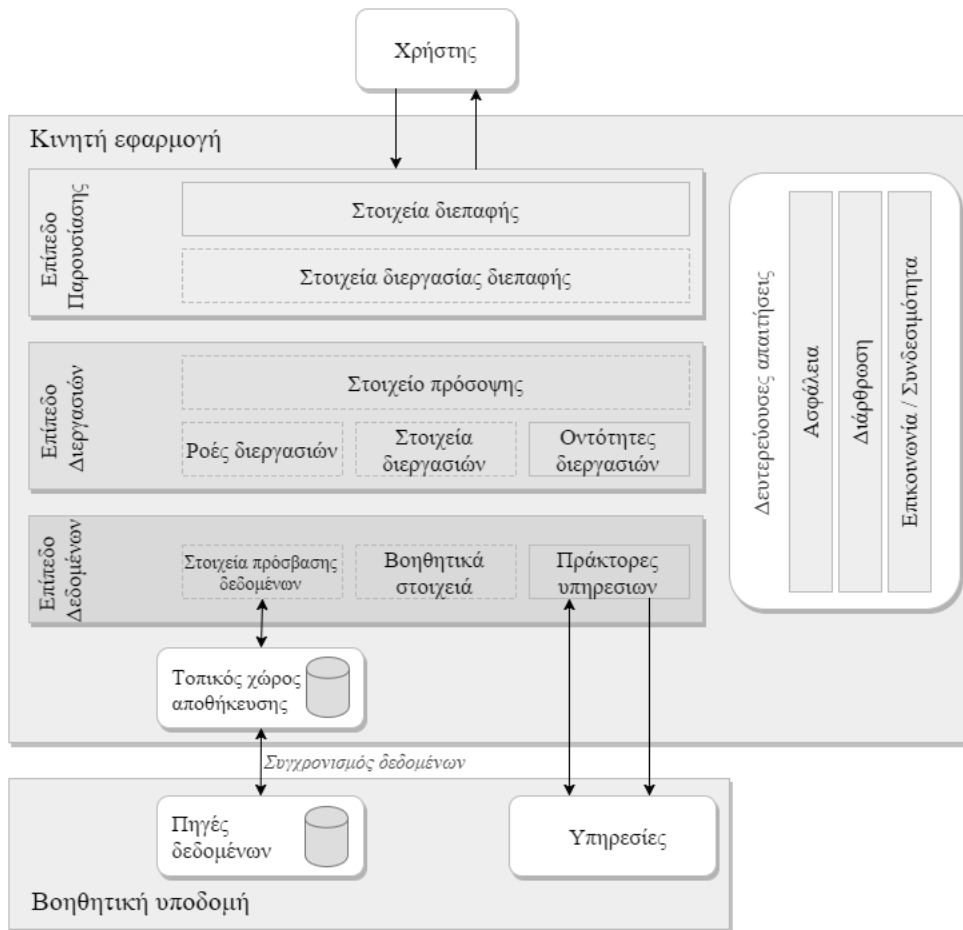 Χρήστης
Κινητή εφαρμογή
Επίπεδο
Παρουσίασης
Στοιχεία διεπαφής
Στοιχεία διεργασίας διεπαφής
Επίπεδο
Διεργασιών
Στοιχείο πρόσοψης
Ροές διεργασιών
Στοιχεία
διεργασιών
Οντότητες
διεργασιών
Επίπεδο
Δεδομένων
Στοιχεία πρόσβασης
δεδομένων
Βοηθητικά
στοιχειά
Πράκτορες
υπηρεσιων
Δευτερεύουσες απαιτήσεις
Ασφάλεια
Διάρθρωση
Επικοινωνία / Συνδεσιμότητα
Τοπικός χώρος
αποθήκευσης
Συγχρονισμός δεδομένων
Πηγές
δεδομένων
Υπηρεσίες
Βοηθητική υποδομή